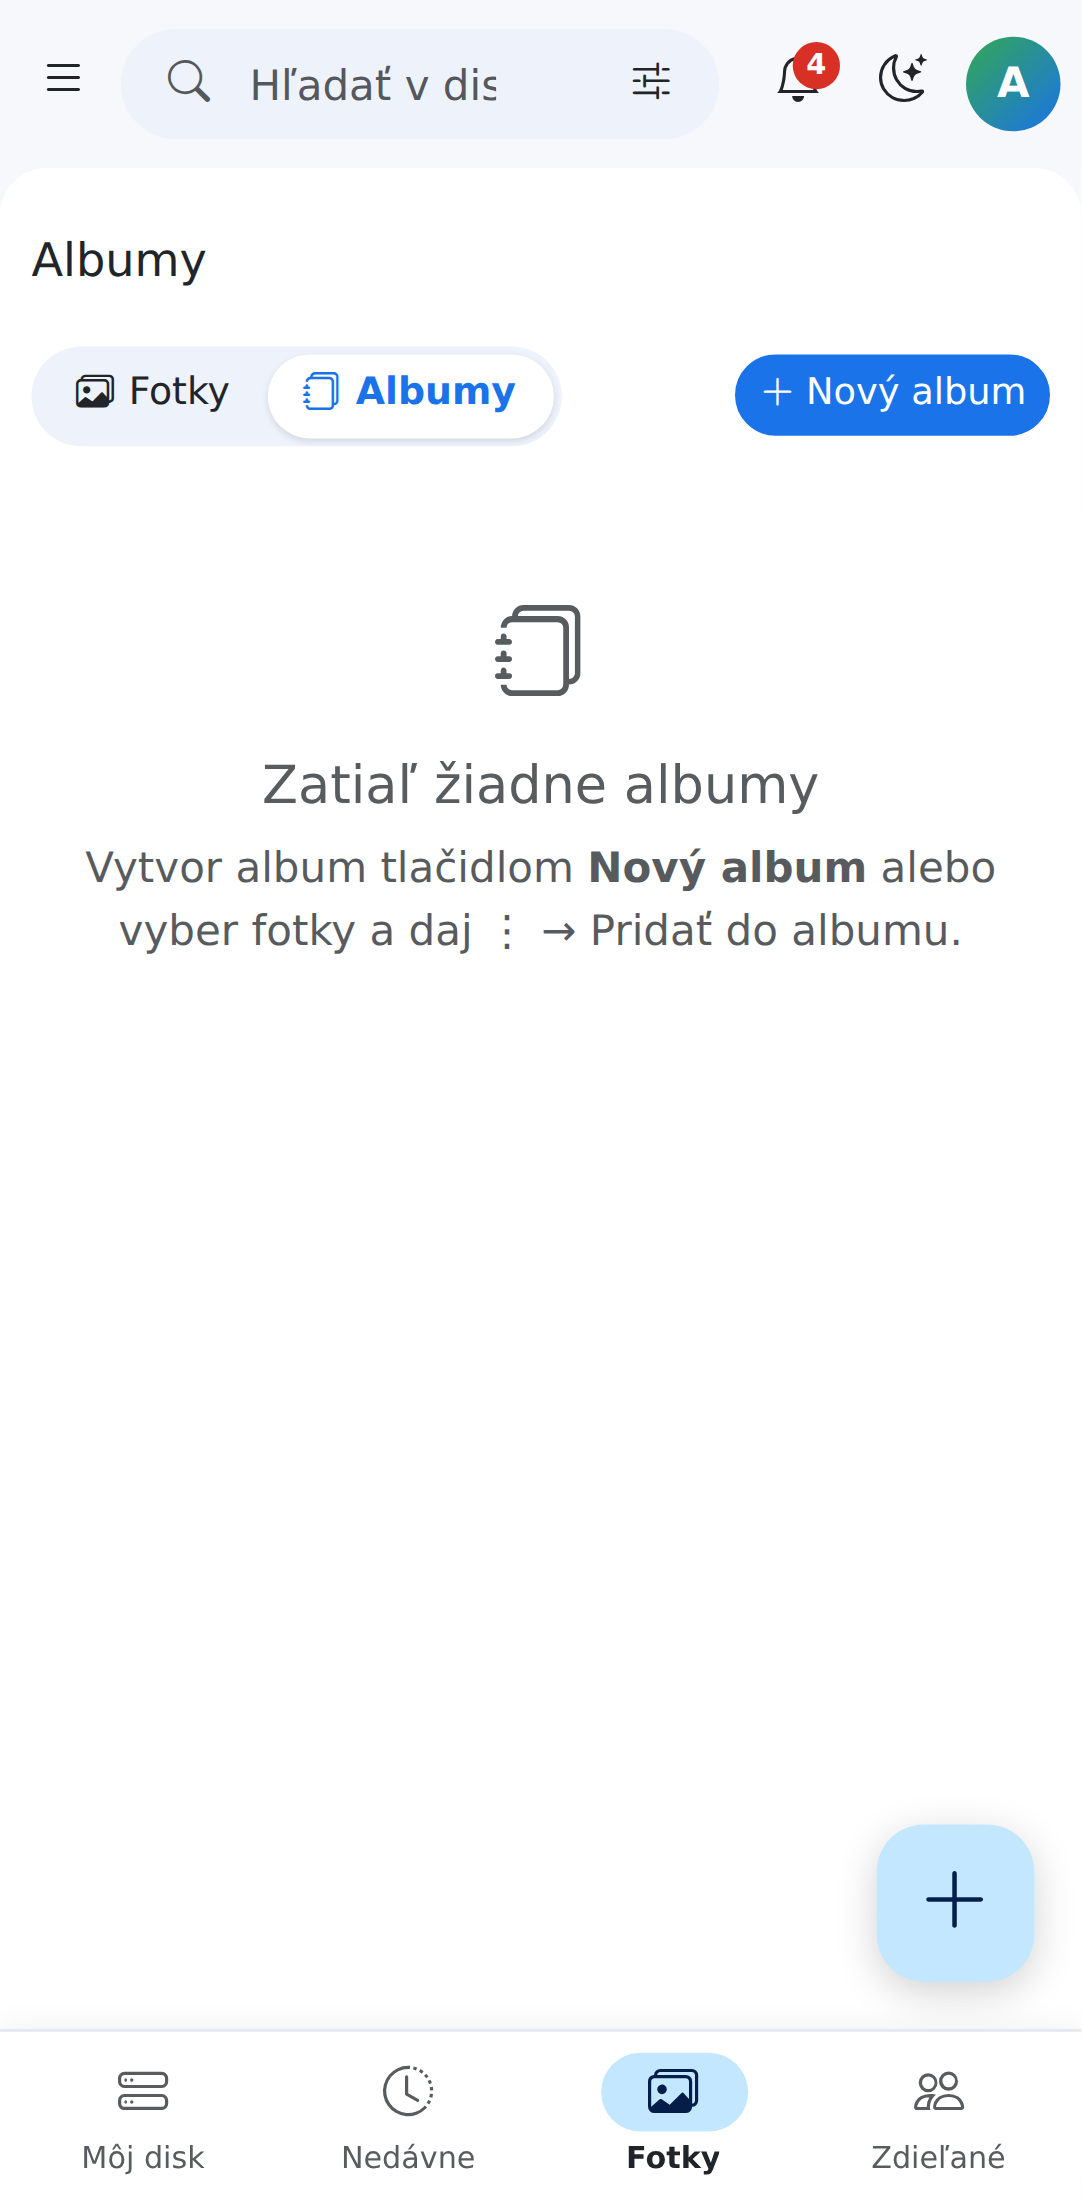 Hľadať v dis
4
A
Albumy
Fotky
Albumy
+ Nový album
Zatiaľ žiadne albumy
Vytvor album tlačidlom Nový album alebo
vyber fotky a daj ⋮ → Pridať do albumu.
Môj disk
Nedávne
Fotky
Zdieľané